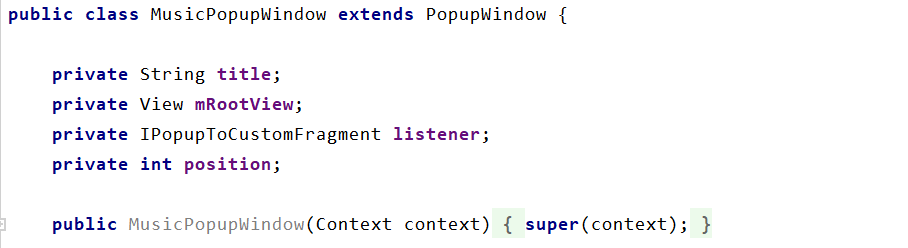 public class MusicPopupWindow extends PopupWindow {
private String title;
private View mRootView;
private IPopupToCustomFragment listener;
private int position;
public MusicPopupWindow(Context context) { super(context); }